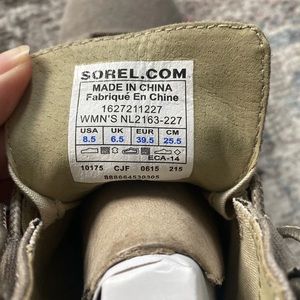 SOREL.COM
MADE IN CHINA
Fabriqué En Chine
1627211227
WMN'S NL2163-227
USA UK EUR CM
8.5 6.5 39.5 25.5
ECA-14
10175 CJF 0615 215
888664530305